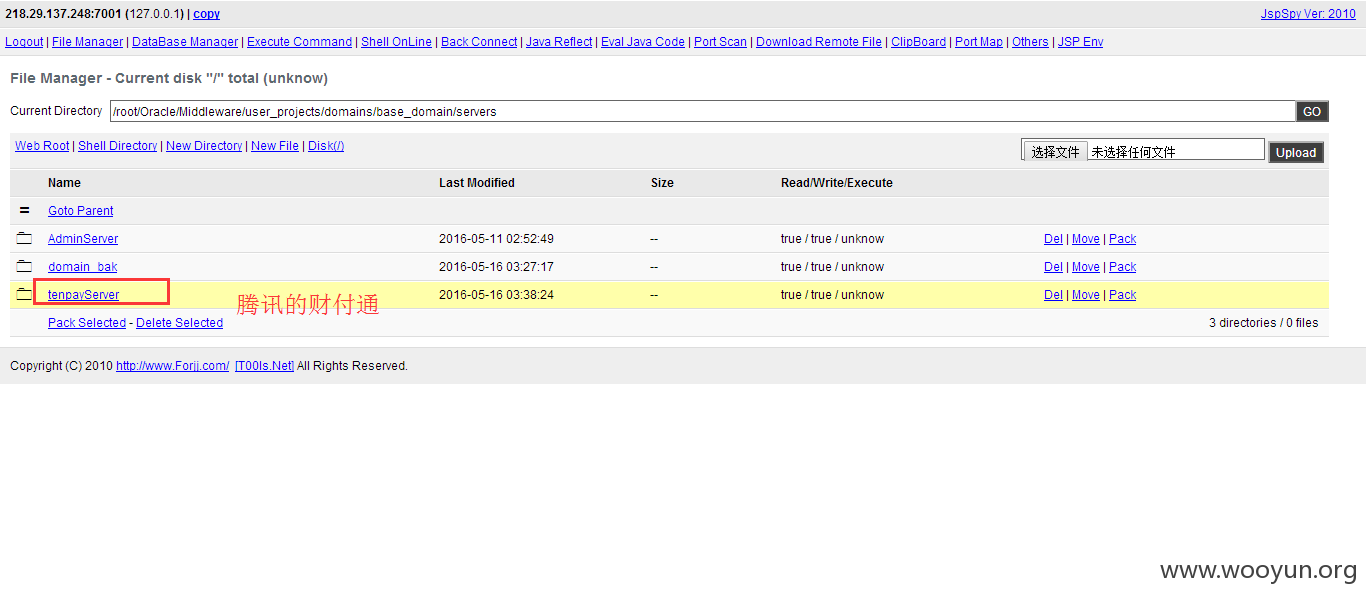 218.29.137.248:7001 (127.0.0.1) | copy JspSpy Ver: 2010
Logout | File Manager | DataBase Manager | Execute Command | Shell OnLine | Back Connect | Java Reflect | Eval Java Code | Port Scan | Download Remote File | ClipBoard | Port Map | Others | JSP Env
File Manager - Current disk "/" total (unknow)
Current Directory /root/Oracle/Middleware/user_projects/domains/base_domain/servers GO
Web Root | Shell Directory | New Directory | New File | Disk(/) 选择文件 未选择任何文件 Upload
Name Last Modified Size Read/Write/Execute
= Goto Parent
AdminServer 2016-05-11 02:52:49 -- true / true / unknow Del | Move | Pack
domain_bak 2016-05-16 03:27:17 -- true / true / unknow Del | Move | Pack
tenpayServer 2016-05-16 03:38:24 -- true / true / unknow Del | Move | Pack
腾讯的财付通
Pack Selected - Delete Selected 3 directories / 0 files
Copyright (C) 2010 http://www.Forjj.com/ [T00ls.Net] All Rights Reserved.
www.wooyun.org